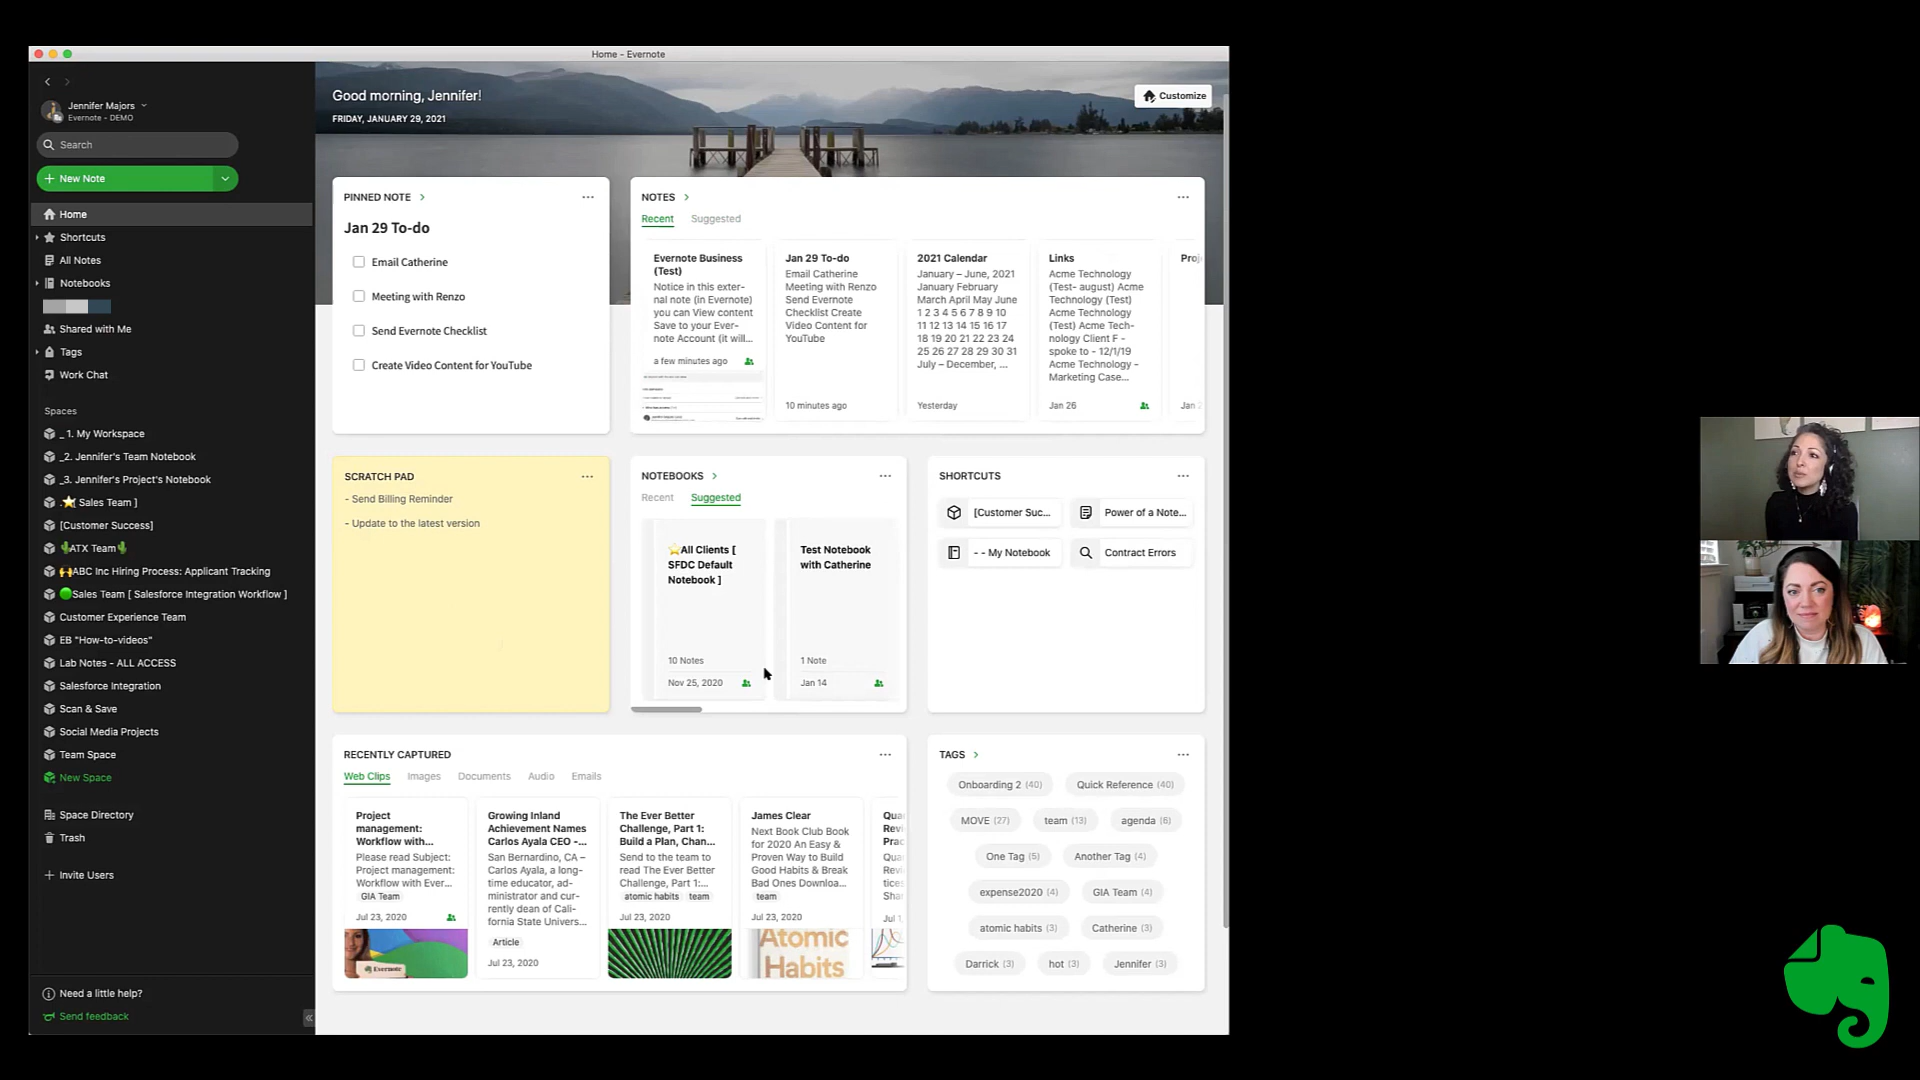 Home - Evernote
Jennifer Majors
Evernote - DEMO
Search
New Note
Home
Shortcuts
All Notes
Notebooks
Shared with Me
Tags
Work Chat
Spaces
_ 1. My Workspace
_2. Jennifer's Team Notebook
_3. Jennifer's Project's Notebook
.⭐[ Sales Team ]
[Customer Success]
🌵ATX Team🌵
🙌ABC Inc Hiring Process: Applicant Tracking
🟢Sales Team [ Salesforce Integration Workflow ]
Customer Experience Team
EB "How-to-videos"
Lab Notes - ALL ACCESS
Salesforce Integration
Scan & Save
Social Media Projects
Team Space
New Space
Space Directory
Trash
+ Invite Users
Need a little help?
Send feedback
Good morning, Jennifer!
FRIDAY, JANUARY 29, 2021
Customize
PINNED NOTE
Jan 29 To-do
Email Catherine
Meeting with Renzo
Send Evernote Checklist
Create Video Content for YouTube
NOTES
Recent Suggested
Evernote Business
(Test)
Notice in this exter-
nal note (in Evernote)
you can View content
Save to your Ever-
note Account (it will...
a few minutes ago
Jan 29 To-do
Email Catherine
Meeting with Renzo
Send Evernote
Checklist Create
Video Content for
YouTube
10 minutes ago
2021 Calendar
January – June, 2021
January February
March April May June
1 2 3 4 5 6 7 8 9 10
11 12 13 14 15 16 17
18 19 20 21 22 23 24
25 26 27 28 29 30 31
July – December, ...
Yesterday
Links
Acme Technology
(Test- august) Acme
Technology (Test)
Acme Technology
(Test) Acme Tech-
nology Client F -
spoke to - 12/1/19
Acme Technology -
Marketing Case...
Jan 26
Proj
Jan 2
SCRATCH PAD
- Send Billing Reminder
- Update to the latest version
NOTEBOOKS
Recent Suggested
⭐All Clients [
SFDC Default
Notebook ]
10 Notes
Nov 25, 2020
Test Notebook
with Catherine
1 Note
Jan 14
SHORTCUTS
[Customer Suc...
Power of a Note...
- - My Notebook
Contract Errors
RECENTLY CAPTURED
Web Clips Images Documents Audio Emails
Project
management:
Workflow with...
Please read Subject:
Project management:
Workflow with Ever...
GIA Team
Jul 23, 2020
Evernote
Growing Inland
Achievement Names
Carlos Ayala CEO -...
San Bernardino, CA –
Carlos Ayala, a long-
time educator, ad-
ministrator and cur-
rently dean of Cali-
fornia State Univers...
Article
Jul 23, 2020
The Ever Better
Challenge, Part 1:
Build a Plan, Chan...
Send to the team to
read The Ever Better
Challenge, Part 1:...
atomic habits team
Jul 23, 2020
James Clear
Next Book Club Book
for 2020 An Easy &
Proven Way to Build
Good Habits & Break
Bad Ones Downloa...
team
Jul 23, 2020
Atomic
Habits
Qua
Revi
Prac
Qua
Revi
tices
Shar
Jul 1
TAGS
Onboarding 2 (40) Quick Reference (40)
MOVE (27) team (13) agenda (6)
One Tag (5) Another Tag (4)
expense2020 (4) GIA Team (4)
atomic habits (3) Catherine (3)
Darrick (3) hot (3) Jennifer (3)